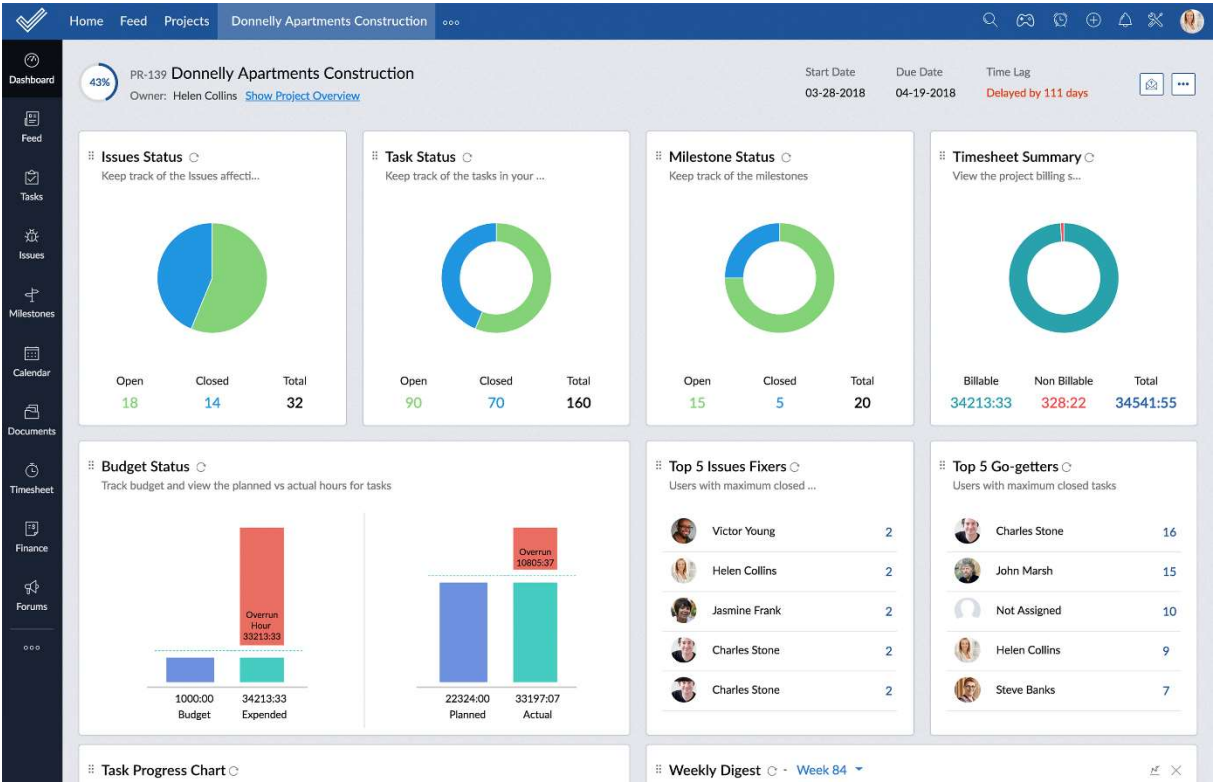 Home Feed Projects Donnelly Apartments Construction
Dashboard
Feed
Tasks
Issues
Milestones
Calendar
Documents
Timesheet
Finance
Forums
43%
PR-139 Donnelly Apartments Construction
Owner: Helen Collins Show Project Overview
Start Date Due Date Time Lag
03-28-2018 04-19-2018 Delayed by 111 days
Issues Status
Keep track of the Issues affecti...
Open Closed Total
18 14 32
Task Status
Keep track of the tasks in your ...
Open Closed Total
90 70 160
Milestone Status
Keep track of the milestones
Open Closed Total
15 5 20
Timesheet Summary
View the project billing s...
Billable Non Billable Total
34213:33 328:22 34541:55
Budget Status
Track budget and view the planned vs actual hours for tasks
Overrun
Hour
33213:33
1000:00 34213:33
Budget Expended
Overrun
10805:37
22324:00 33197:07
Planned Actual
Top 5 Issues Fixers
Users with maximum closed ...
Victor Young 2
Helen Collins 2
Jasmine Frank 2
Charles Stone 2
Charles Stone 2
Top 5 Go-getters
Users with maximum closed tasks
Charles Stone 16
John Marsh 15
Not Assigned 10
Helen Collins 9
Steve Banks 7
Task Progress Chart
Weekly Digest - Week 84